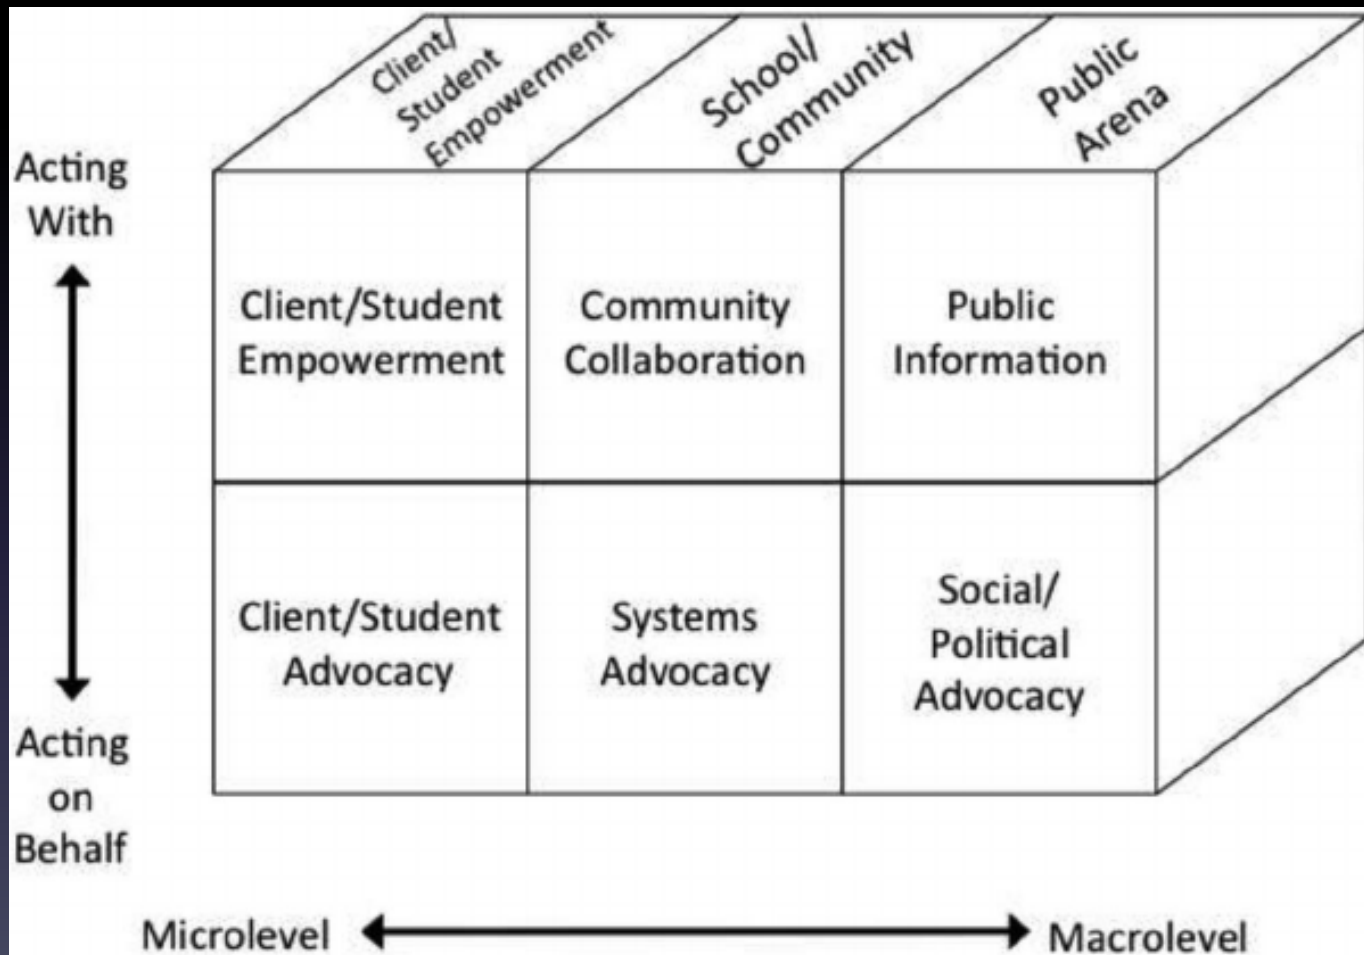 Client/
Student
Empowerment
School/
Community
Public
Arena
Acting
With
Client/Student
Empowerment
Community
Collaboration
Public
Information
Client/Student
Advocacy
Systems
Advocacy
Social/
Political
Advocacy
Acting
on
Behalf
Microlevel
Macrolevel